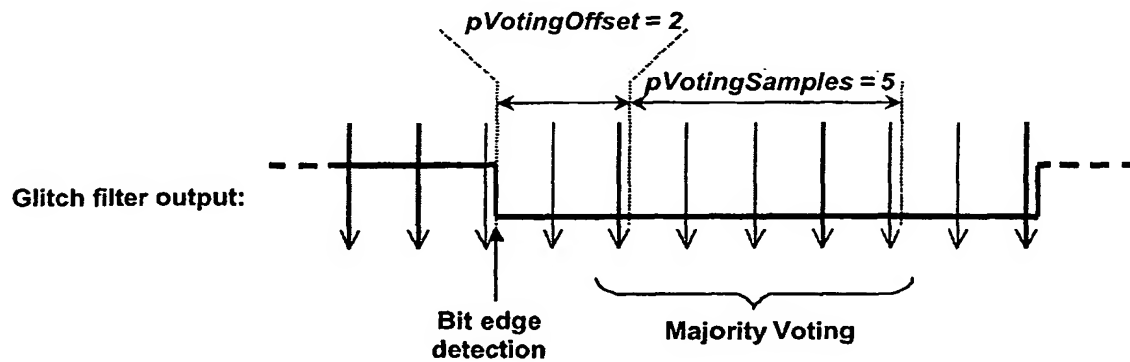 pVotingOffset = 2
pVotingSamples = 5
Glitch filter output:
Bit edge
detection
Majority Voting